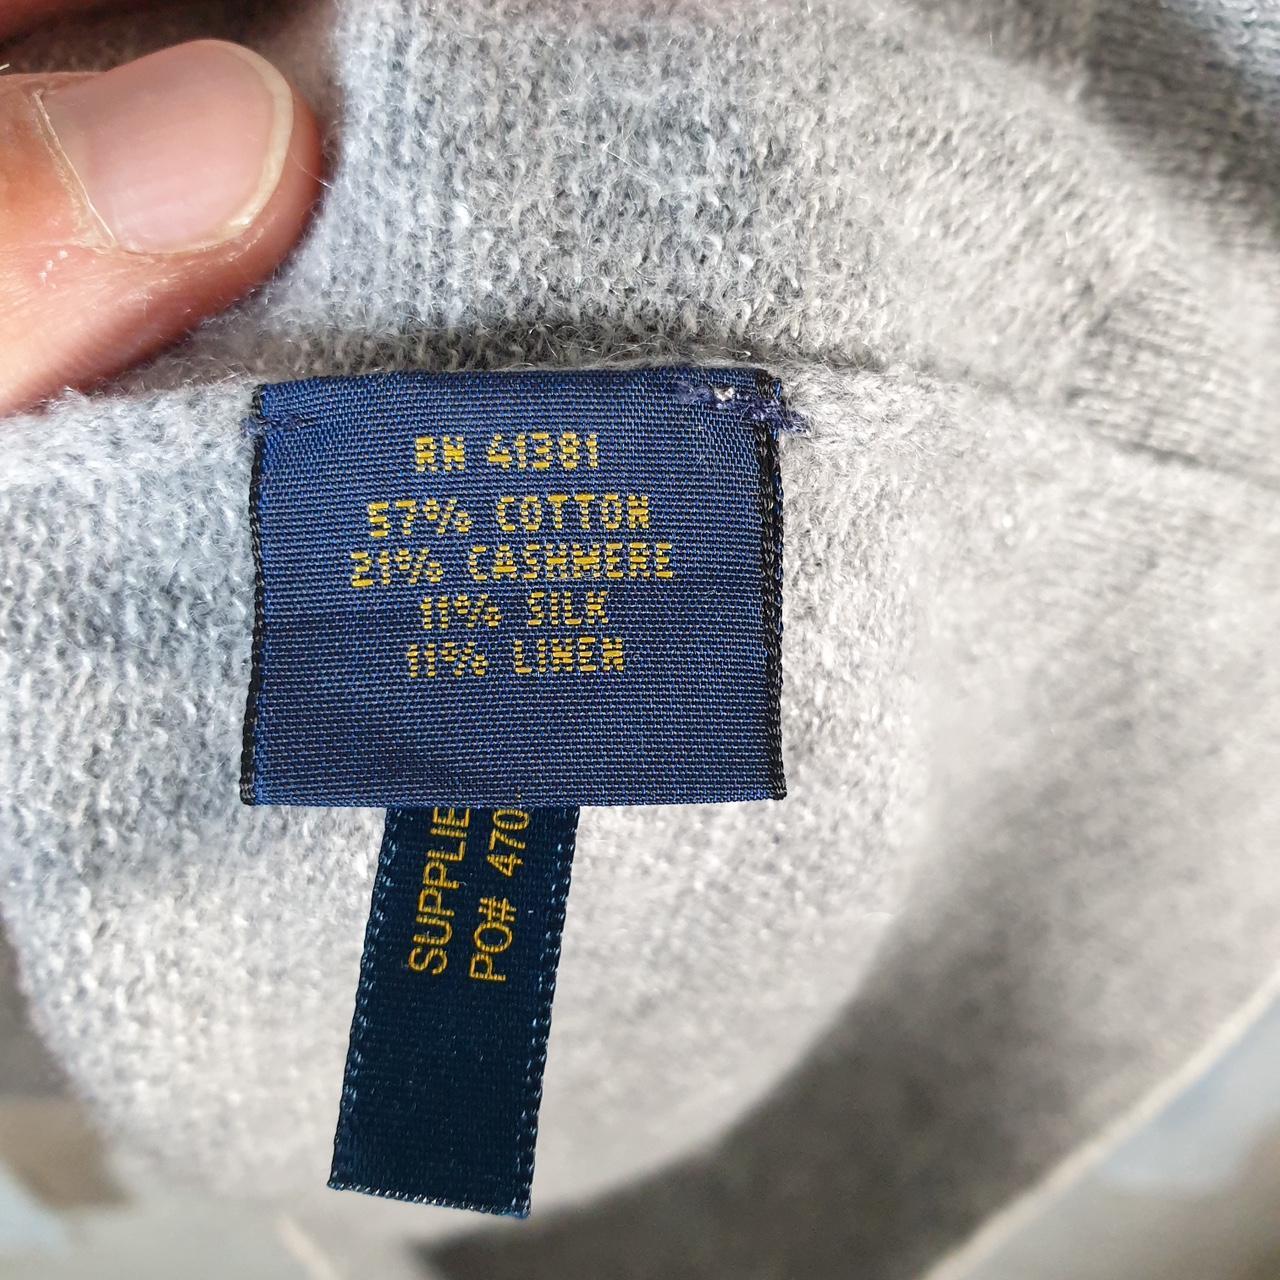 RN 41381
57% COTTON
21% CASHMERE
11% SILK
11% LINEN
SUPPLIE
PO# 470